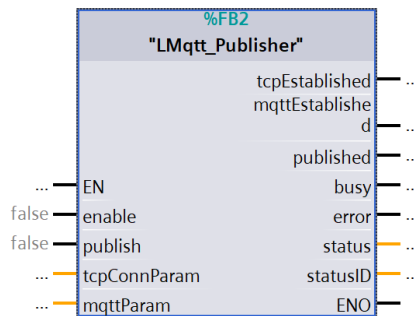 %FB2
"LMqtt_Publisher"
tcpEstablished ...
mqttEstablishe
d ...
published ...
... EN busy ...
false enable error ...
false publish status ...
... tcpConnParam statusID ...
... mqttParam ENO